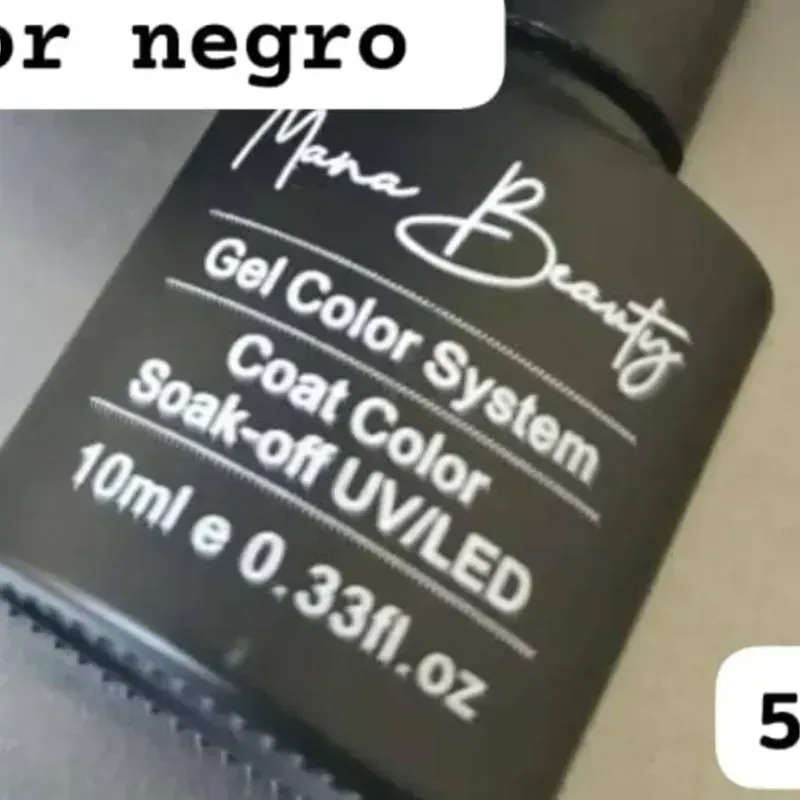 or negro
Mana Beauty
Gel Color System
Coat Color
Soak-off UV/LED
10ml e 0.33fl.oz
5